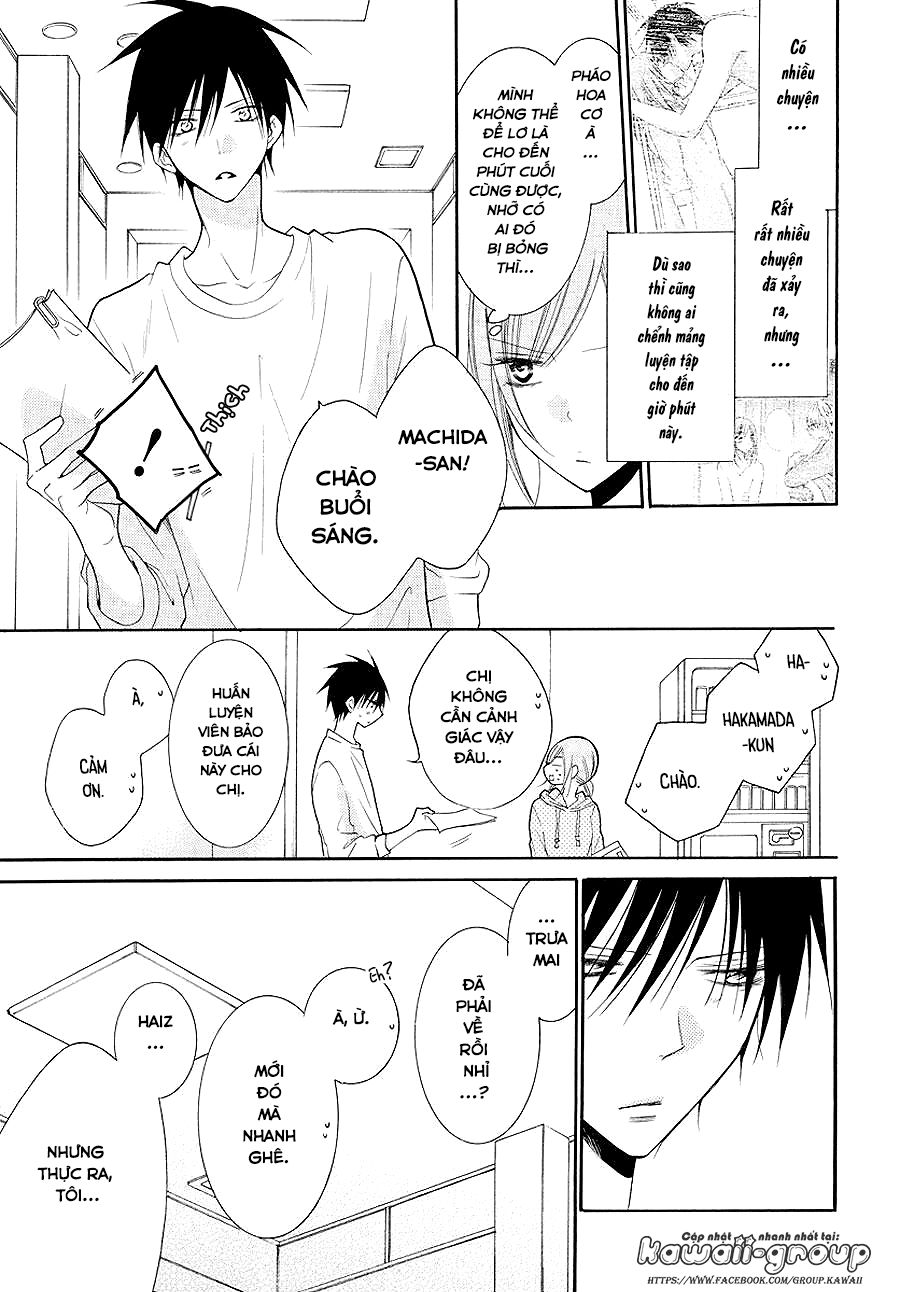 Có
nhiều
chuyện
...
Rất
rất nhiều
chuyện
đã xảy
ra,
nhưng
...
Dù sao
thì cũng
không ai
chểnh mảng
luyện tập
cho đến
giờ phút
này.
PHÁO
HOA
CƠ
À
...
MÌNH
KHÔNG THỂ
ĐỂ LƠ LÀ
CHO ĐẾN
PHÚT CUỐI
CÙNG ĐƯỢC,
NHỠ CÓ
AI ĐÓ
BỊ BỎNG
THÌ...
MACHIDA
-SAN!
CHÀO
BUỔI
SÁNG.
Thịch
!
HA-
HAKAMADA
-KUN
CHÀO.
CHỊ
KHÔNG
CẦN CẢNH
GIÁC VẬY
ĐÂU...
HUẤN
LUYỆN
VIÊN BẢO
ĐƯA CÁI
NÀY CHO
CHỊ.
À,
CẢM
ƠN.
...
TRƯA
MAI
ĐÃ
PHẢI
VỀ
RỒI
NHỈ
...?
Eh?
À, Ừ.
MỚI
ĐÓ
MÀ
NHANH
GHÊ.
HAIZ
...
NHƯNG
THỰC RA,
TÔI...
Cập nhật nhanh nhất tại:
kawaii-group
HTTPS://WWW.FACEBOOK.COM/GROUP.KAWAII